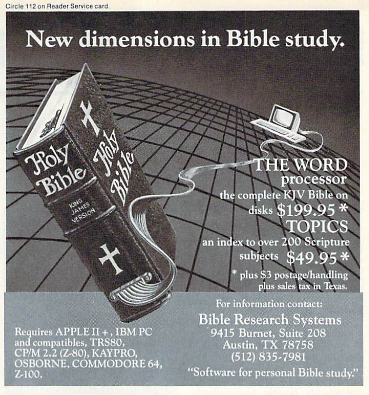 Circle 112 on Reader Service card.
New dimensions in Bible study.
Holy
Bible
KING
JAMES
VERSION
Holy
Bible
THE WORD
processor
the complete KJV Bible on
disks $199.95*
TOPICS
an index to over 200 Scripture
subjects $49.95*
* plus $3 postage/handling
plus sales tax in Texas.
Requires APPLE II +, IBM PC
and compatibles, TRS80,
CP/M 2.2 (Z-80), KAYPRO,
OSBORNE, COMMODORE 64,
Z-100.
For information contact:
Bible Research Systems
9415 Burnet, Suite 208
Austin, TX 78758
(512) 835-7981
"Software for personal Bible study."